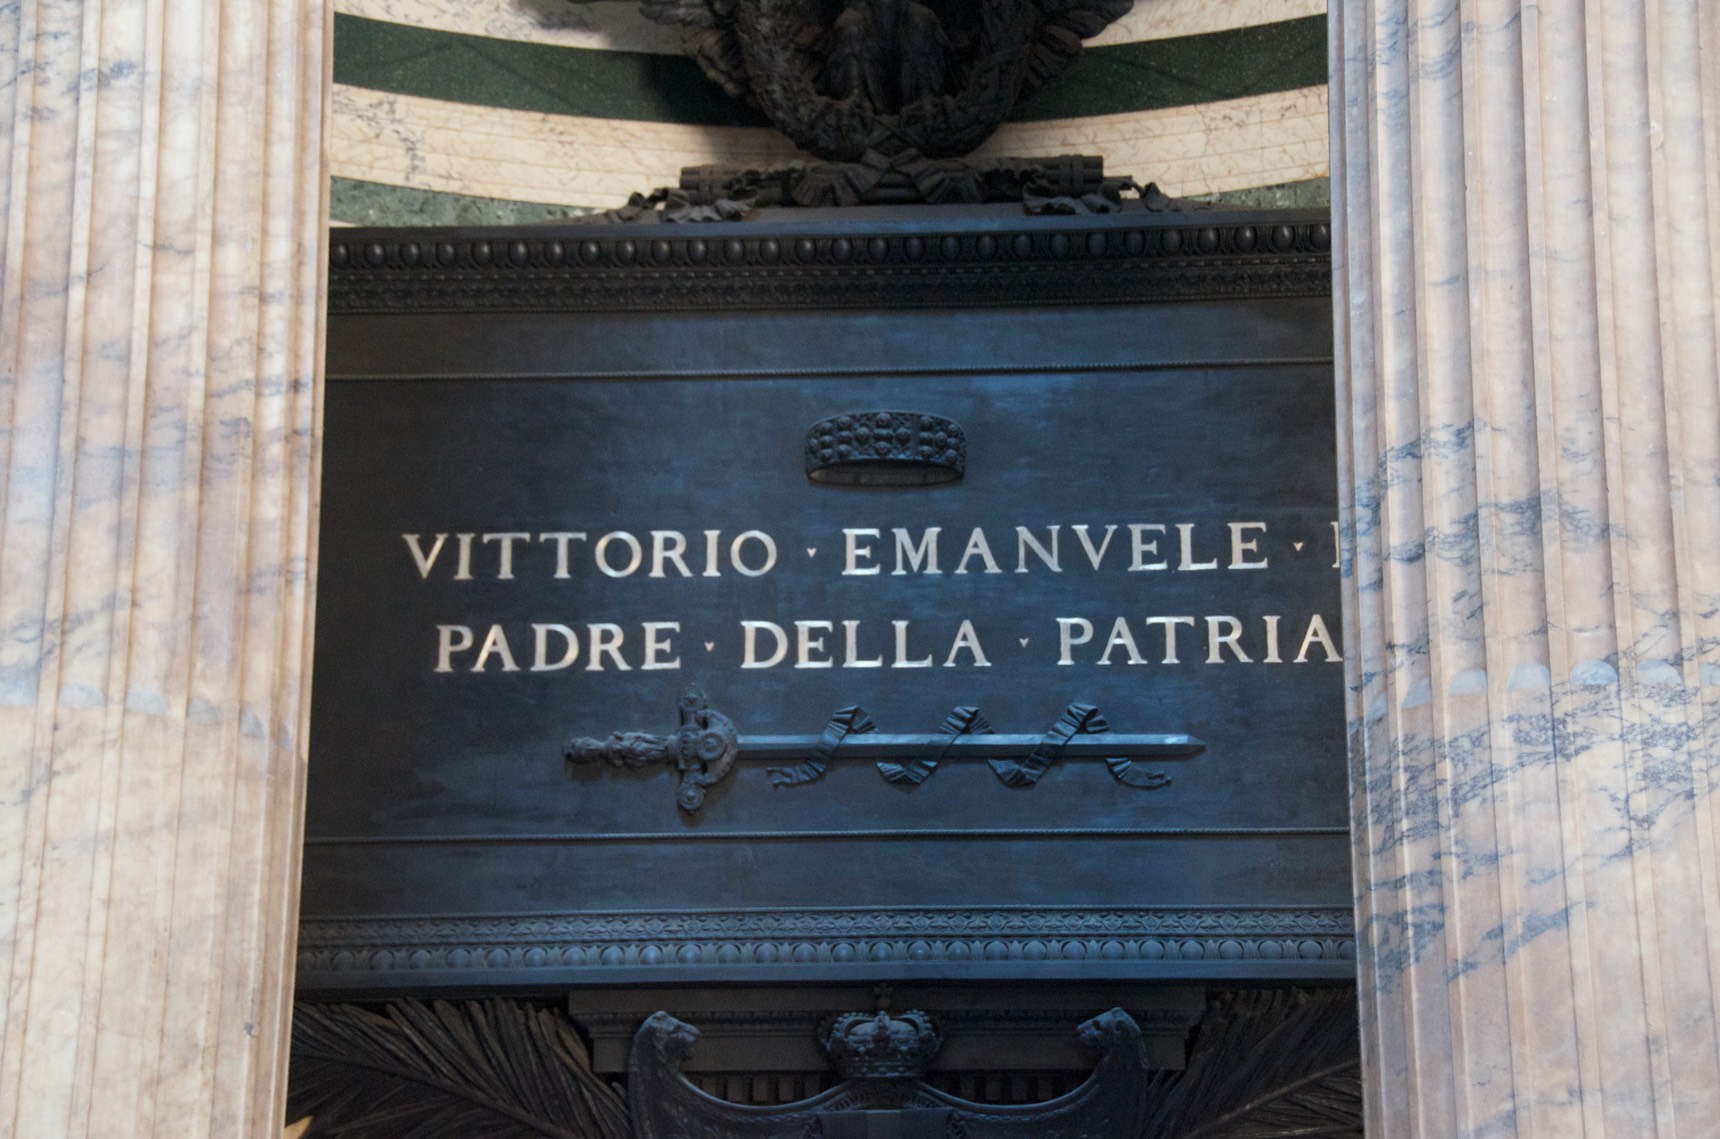 VITTORIO · EMANVELE ·
PADRE · DELLA · PATRIA